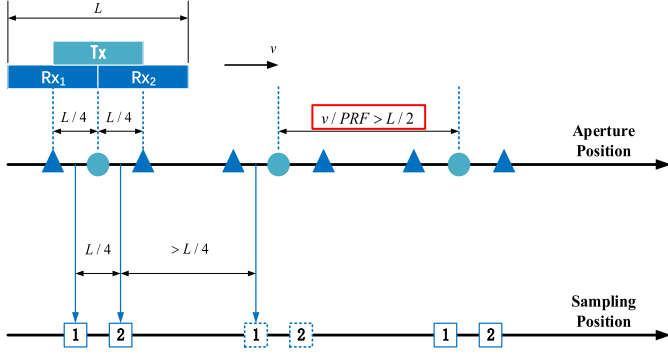 L
Tx
Rx1 Rx2
v
L / 4 L / 4
v / PRF > L / 2
Aperture
Position
L / 4
> L / 4
Sampling
Position
1 2 1 2 1 2